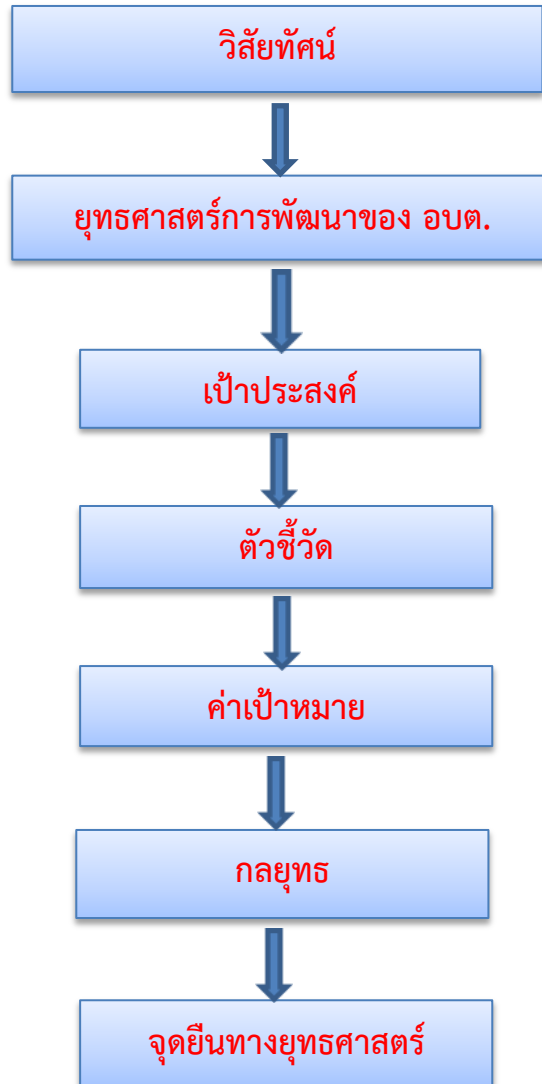 วิสัยทัศน์
ยุทธศาสตร์การพัฒนาของ อบต.
เป้าประสงค์
ตัวชี้วัด
ค่าเป้าหมาย
กลยุทธ
จุดยืนทางยุทธศาสตร์